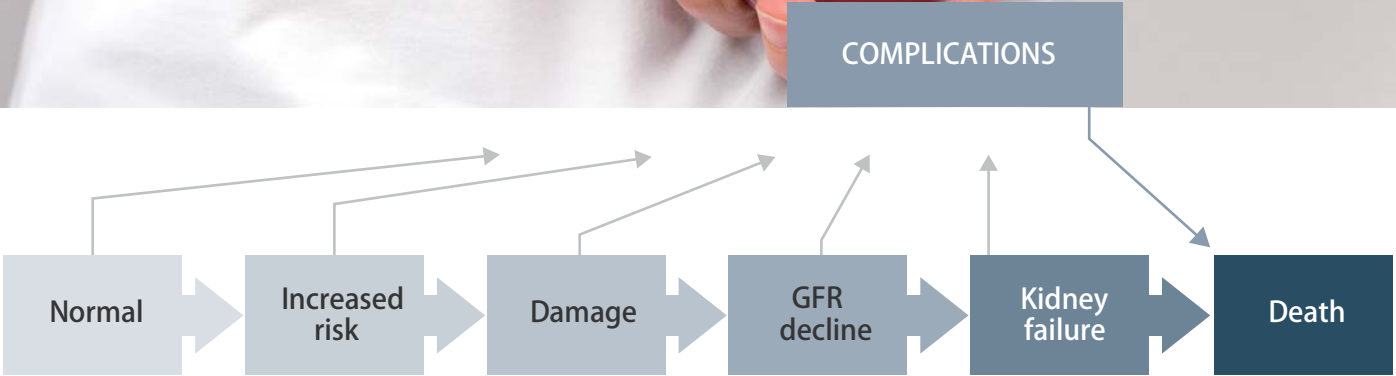 COMPLICATIONS
Normal
Increased
risk
Damage
GFR
decline
Kidney
failure
Death